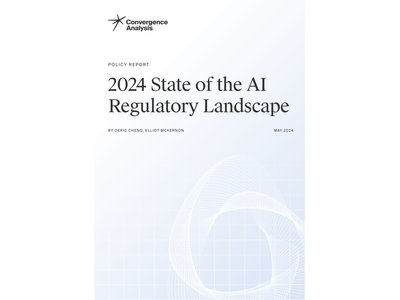 Convergence
Analysis
POLICY REPORT
2024 State of the AI
Regulatory Landscape
BY DERIC CHENG, ELLIOT MCKERNON
MAY 2024